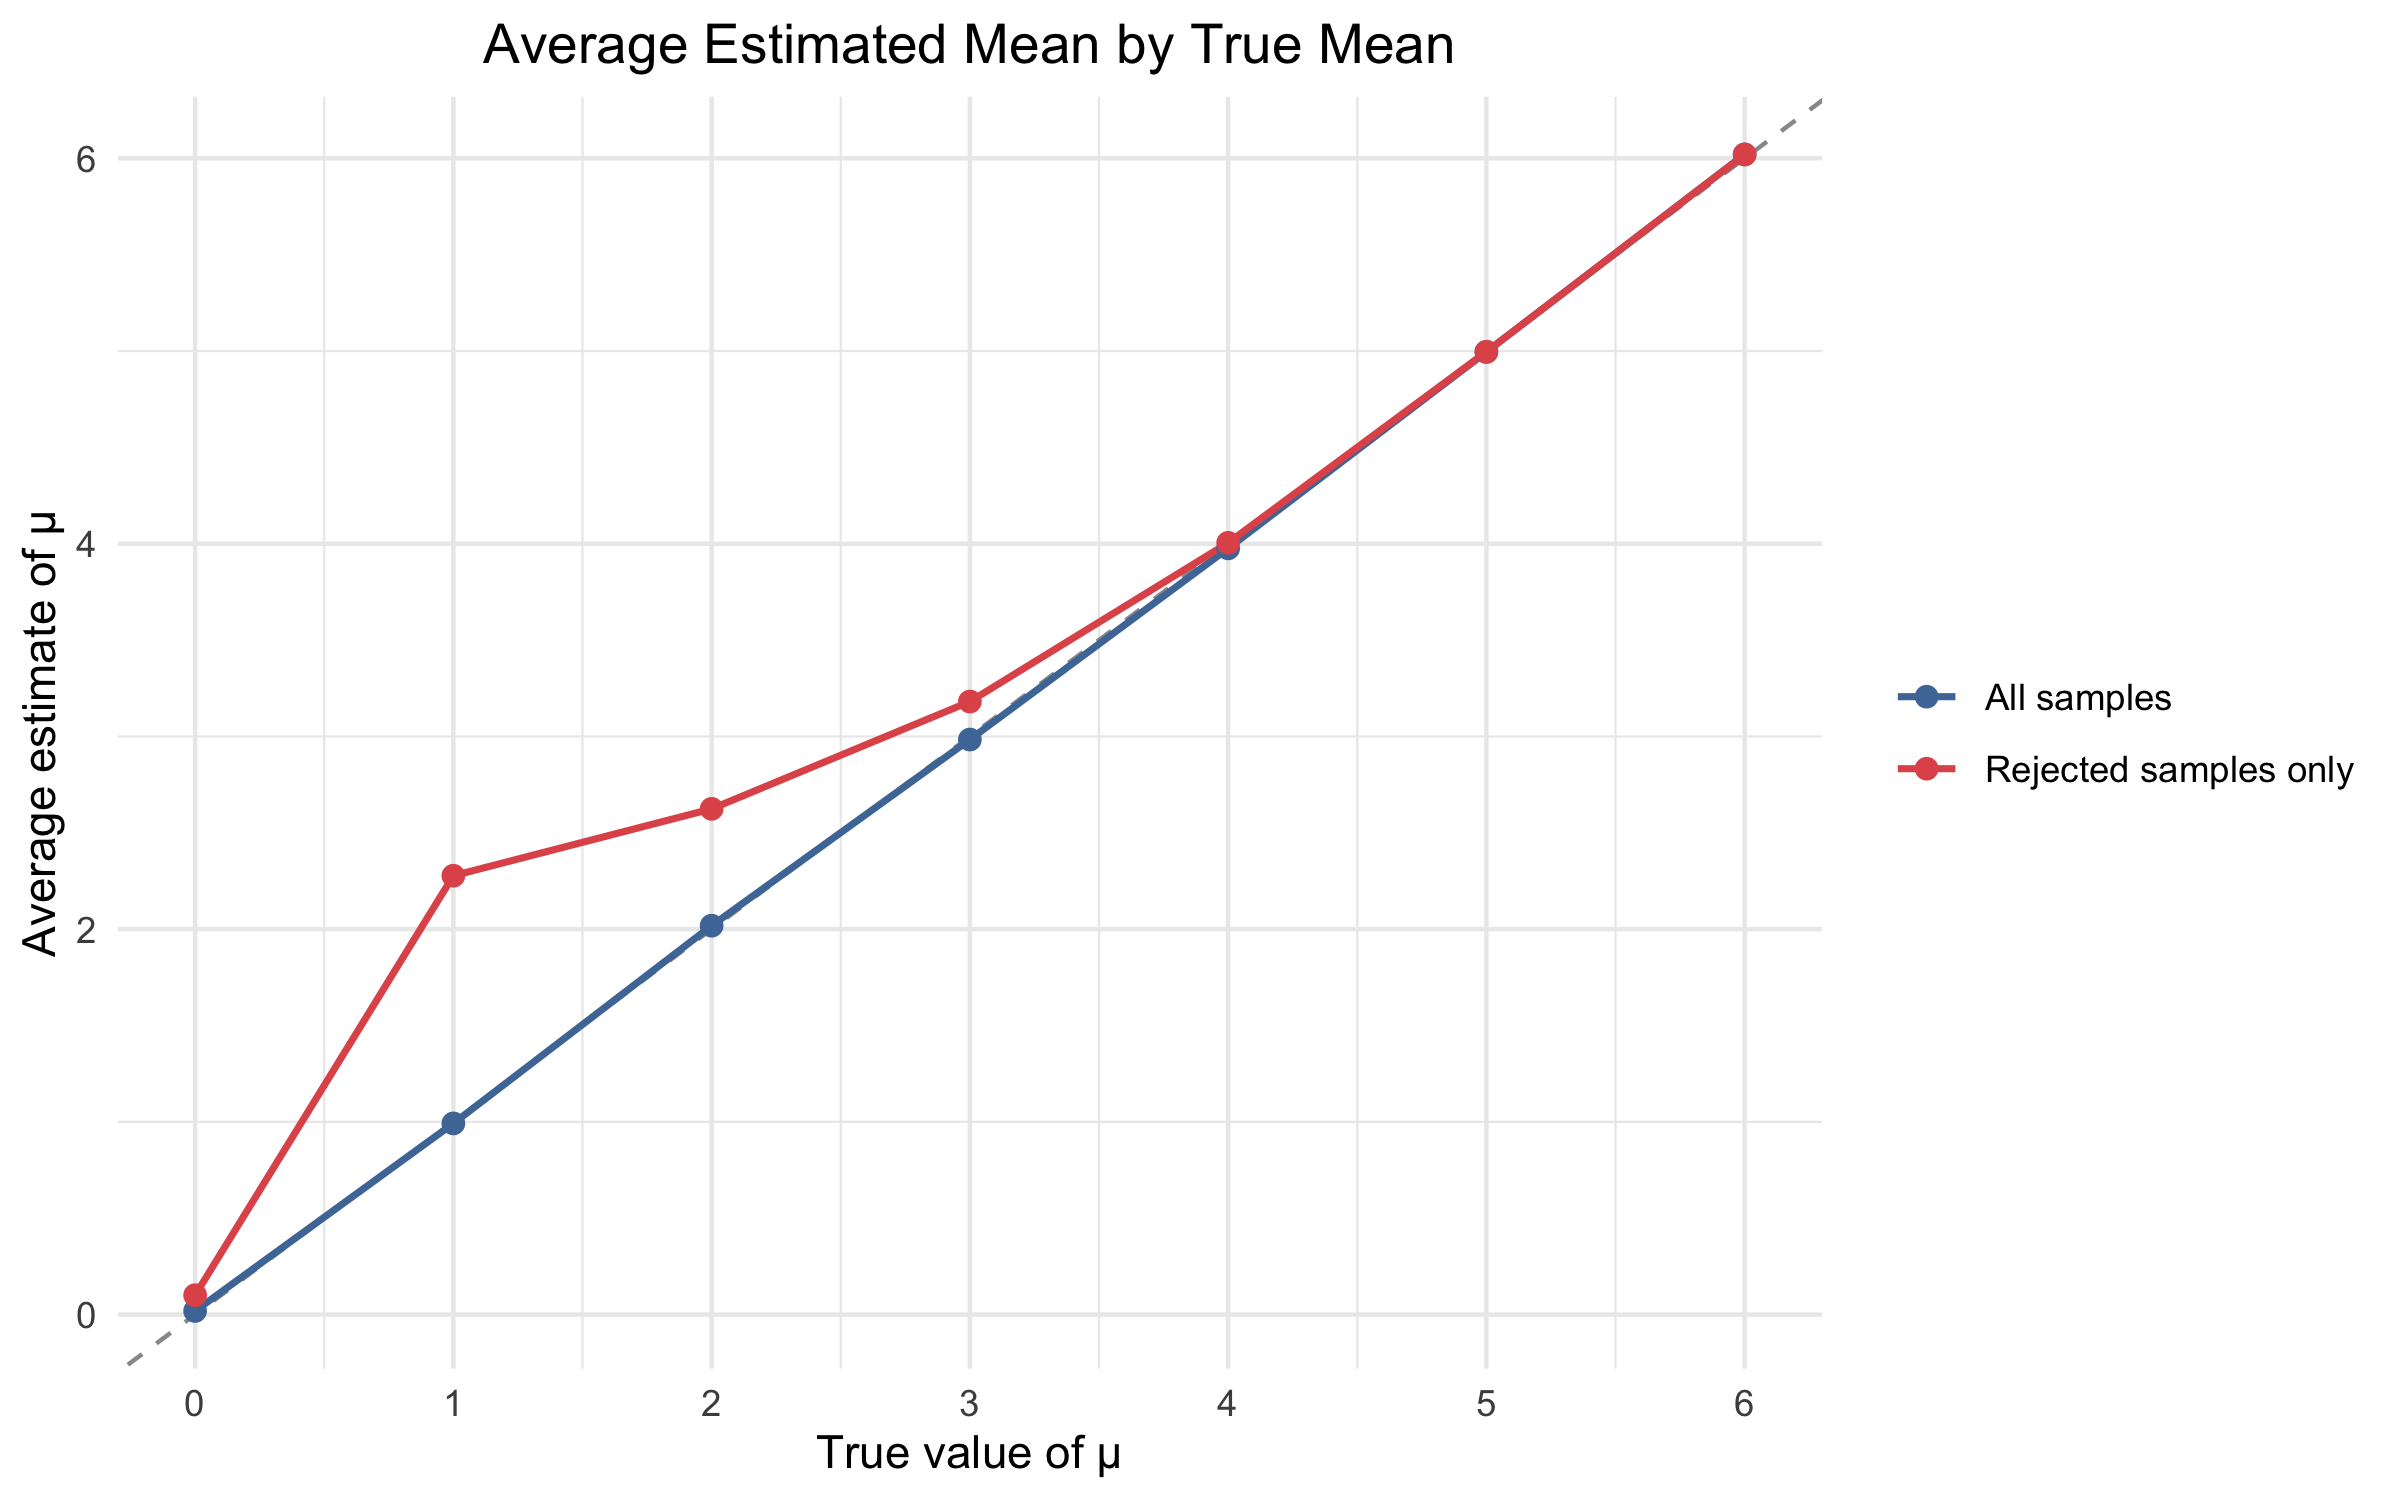 Average Estimated Mean by True Mean
Average estimate of μ
6
4
2
0
0 1 2 3 4 5 6
True value of μ
All samples
Rejected samples only